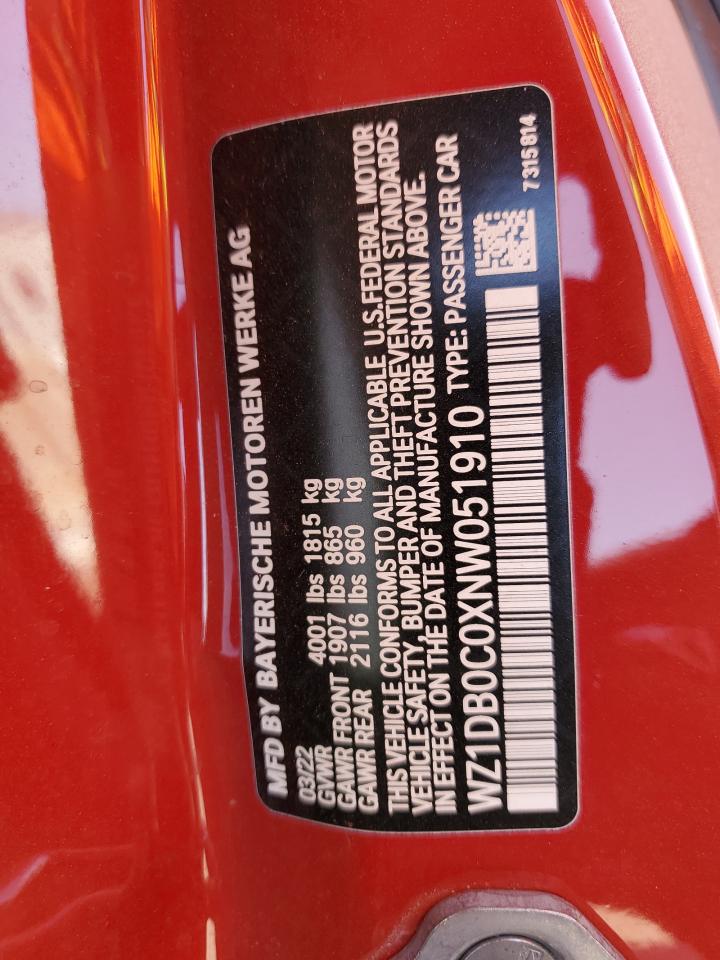 MFD BY BAYERISCHE MOTOREN WERKE AG
03/22
GVWR 4001 lbs 1815 kg
GAWR FRONT 1907 lbs 865 kg
GAWR REAR 2116 lbs 960 kg
THIS VEHICLE CONFORMS TO ALL APPLICABLE U.S.FEDERAL MOTOR
VEHICLE SAFETY, BUMPER AND THEFT PREVENTION STANDARDS
IN EFFECT ON THE DATE OF MANUFACTURE SHOWN ABOVE.
WZ1DB0C0XNW051910 TYPE: PASSENGER CAR
7315814